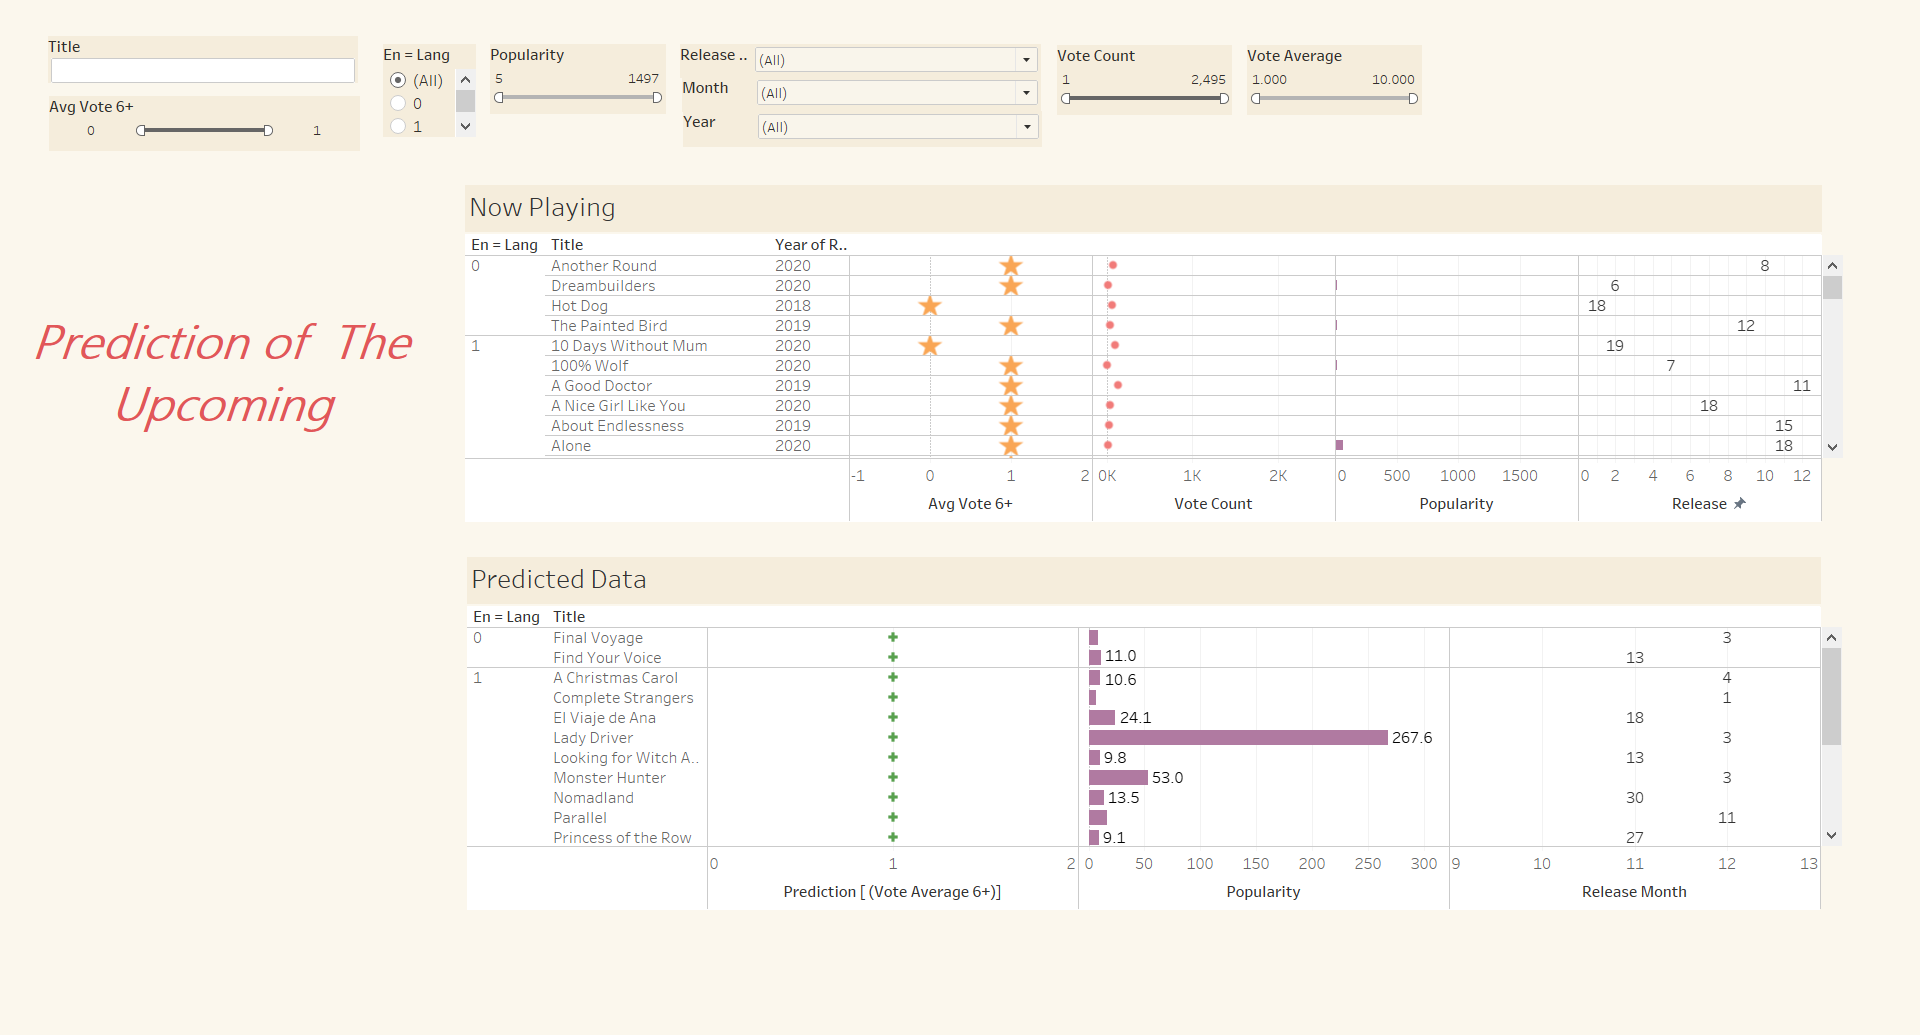 Title
En = Lang
(All)
0
1
Popularity
5 1497
Release ..
(All)
Month
(All)
Year
(All)
Vote Count
1 2,495
Vote Average
1.000 10.000
Avg Vote 6+
0 1
Prediction of The
Upcoming
Now Playing
En = Lang Title Year of R..
0 Another Round 2020 8
Dreambuilders 2020 6
Hot Dog 2018 18
The Painted Bird 2019 12
1 10 Days Without Mum 2020 19
100% Wolf 2020 7
A Good Doctor 2019 11
A Nice Girl Like You 2020 18
About Endlessness 2019 15
Alone 2020 18
-1 0 1 2 0K 1K 2K 0 500 1000 1500 0 2 4 6 8 10 12
Avg Vote 6+ Vote Count Popularity Release
Predicted Data
En = Lang Title
0 Final Voyage 3
Find Your Voice 11.0 13
1 A Christmas Carol 10.6 4
Complete Strangers 1
El Viaje de Ana 24.1 18
Lady Driver 267.6 3
Looking for Witch A.. 9.8 13
Monster Hunter 53.0 3
Nomadland 13.5 30
Parallel 11
Princess of the Row 9.1 27
0 1 2 0 50 100 150 200 250 300 9 10 11 12 13
Prediction [ (Vote Average 6+)] Popularity Release Month